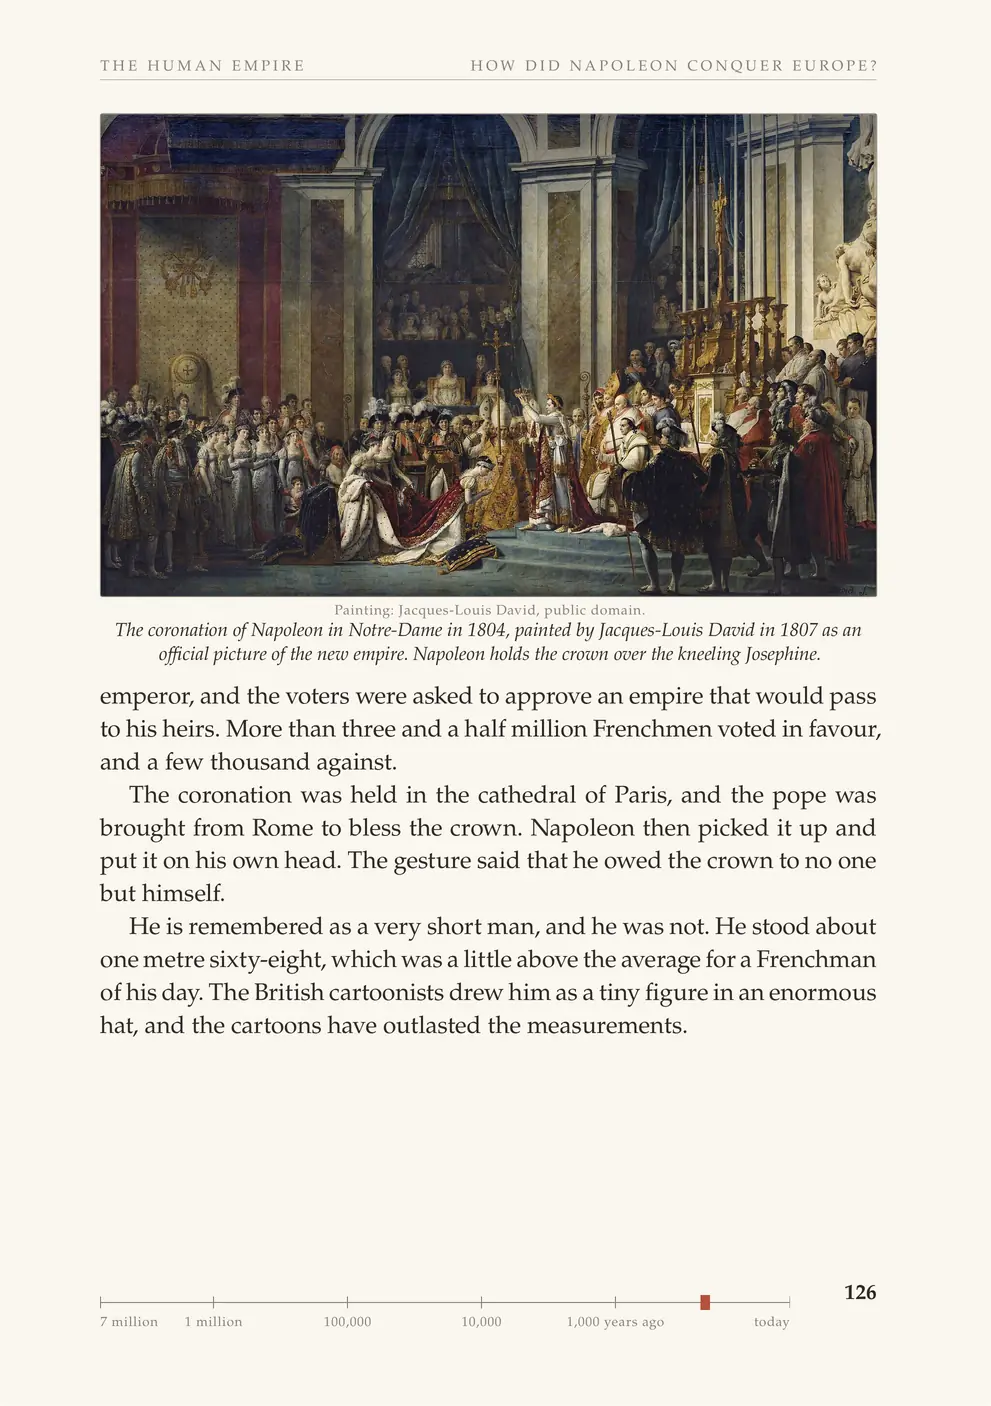 THE HUMAN EMPIRE
HOW DID NAPOLEON CONQUER EUROPE?
Painting: Jacques-Louis David, public domain.
The coronation of Napoleon in Notre-Dame in 1804, painted by Jacques-Louis David in 1807 as an
official picture of the new empire. Napoleon holds the crown over the kneeling Josephine.
emperor, and the voters were asked to approve an empire that would pass
to his heirs. More than three and a half million Frenchmen voted in favour,
and a few thousand against.
The coronation was held in the cathedral of Paris, and the pope was
brought from Rome to bless the crown. Napoleon then picked it up and
put it on his own head. The gesture said that he owed the crown to no one
but himself.
He is remembered as a very short man, and he was not. He stood about
one metre sixty-eight, which was a little above the average for a Frenchman
of his day. The British cartoonists drew him as a tiny figure in an enormous
hat, and the cartoons have outlasted the measurements.
126
7 million
1 million
100,000
10,000
1,000 years ago
today